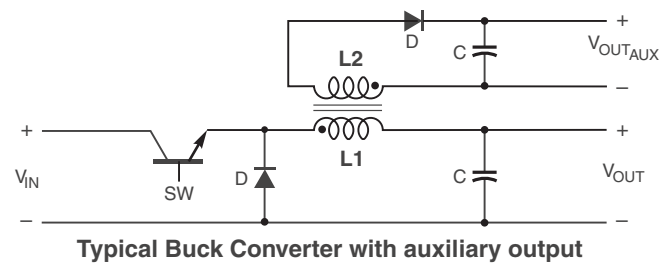 D
+
C
V_OUT_AUX
L2
–
+
+
L1
V_IN
D
C
V_OUT
SW
–
–
Typical Buck Converter with auxiliary output